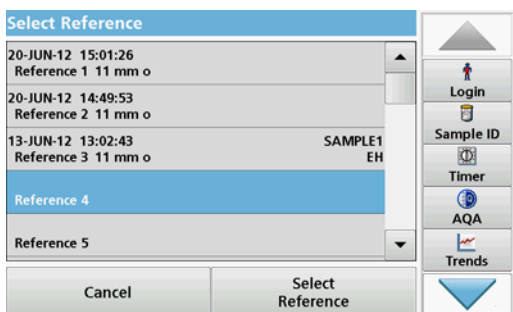 Select Reference
20-JUN-12 15:01:26
Reference 1 11 mm o
20-JUN-12 14:49:53
Reference 2 11 mm o
13-JUN-12 13:02:43 SAMPLE1
Reference 3 11 mm o EH
Reference 4
Reference 5
Cancel
Select
Reference
Login
Sample ID
Timer
AQA
Trends